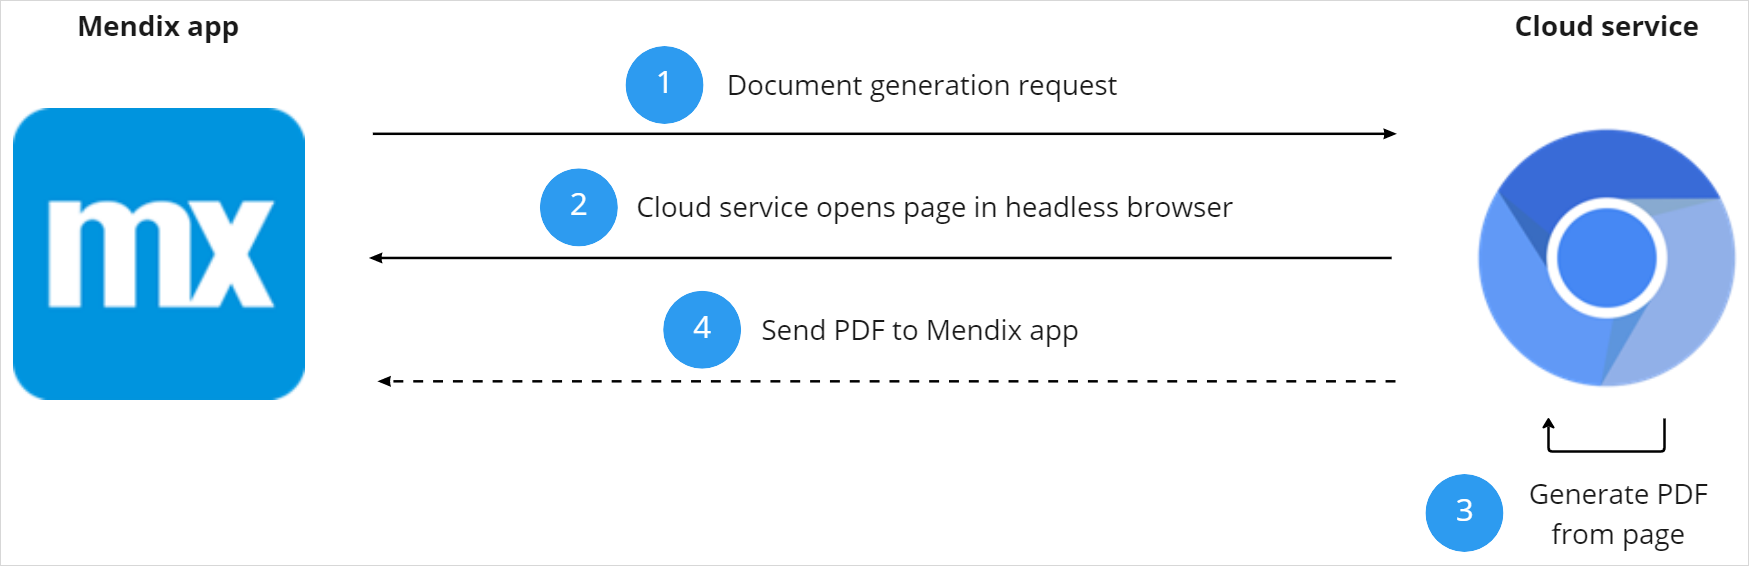 Mendix app
Cloud service
1 Document generation request
2 Cloud service opens page in headless browser
mx
4 Send PDF to Mendix app
3 Generate PDF
from page